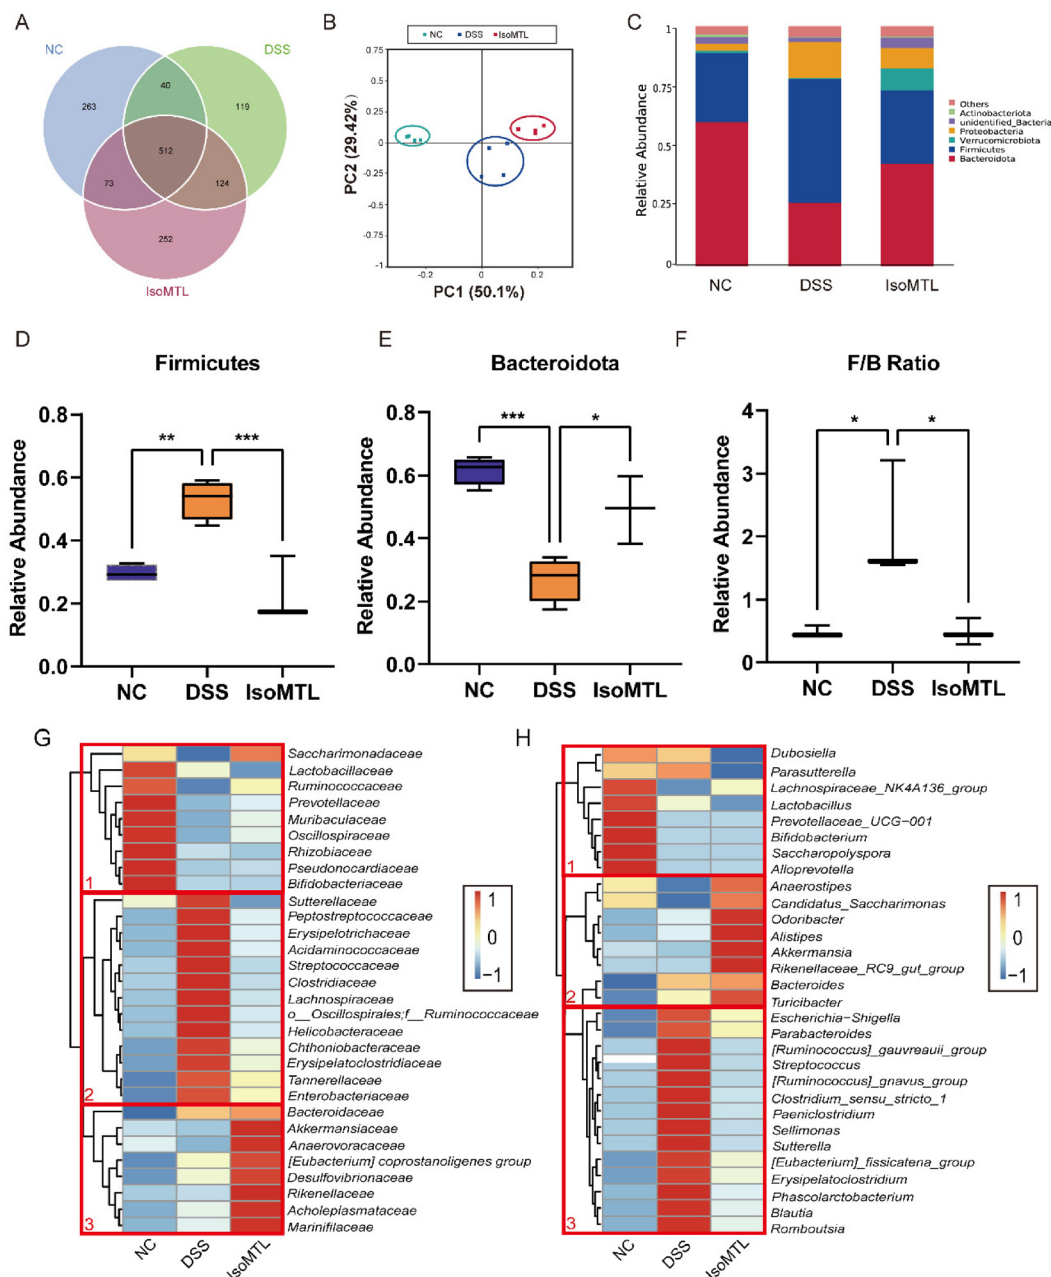 A
NC
DSS
263
40
119
512
73
124
252
IsoMTL
B
NC DSS IsoMTL
0.75
0.5
0.25
0
-0.25
-0.5
-0.75
-1
-0.2 0 0.2
PC2 (29.42%)
PC1 (50.1%)
C
Relative Abundance
1
0.75
0.5
0.25
0
NC DSS IsoMTL
Others
Actinobacteriota
unidentified_Bacteria
Proteobacteria
Verrucomicrobiota
Firmicutes
Bacteroidota
D
Firmicutes
Relative Abundance
0.8
0.6
0.4
0.2
0.0
** ***
NC DSS IsoMTL
E
Bacteroidota
Relative Abundance
0.8
0.6
0.4
0.2
0.0
*** *
NC DSS IsoMTL
F
F/B Ratio
Relative Abundance
4
3
2
1
0
* *
NC DSS IsoMTL
G
Saccharimonadaceae
Lactobacillaceae
Ruminococcaceae
Prevotellaceae
Muribaculaceae
Oscillospiraceae
Rhizobiaceae
Pseudonocardiaceae
Bifidobacteriaceae
1
Sutterellaceae
Peptostreptococcaceae
Erysipelotrichaceae
Acidaminococcaceae
Streptococcaceae
Clostridiaceae
Lachnospiraceae
o__Oscillospirales;f__Ruminococcaceae
Helicobacteraceae
Chthoniobacteraceae
Erysipelatoclostridiaceae
Tannerellaceae
Enterobacteriaceae
2
Bacteroidaceae
Akkermansiaceae
Anaerovoracaceae
[Eubacterium] coprostanoligenes group
Desulfovibrionaceae
Rikenellaceae
Acholeplasmataceae
Marinifilaceae
3
NC DSS IsoMTL
1
0
−1
H
Dubosiella
Parasutterella
Lachnospiraceae_NK4A136_group
Lactobacillus
Prevotellaceae_UCG-001
Bifidobacterium
Saccharopolyspora
Alloprevotella
1
Anaerostipes
Candidatus_Saccharimonas
Odoribacter
Alistipes
Akkermansia
Rikenellaceae_RC9_gut_group
Bacteroides
Turicibacter
2
Escherichia-Shigella
Parabacteroides
[Ruminococcus]_gauvreauii_group
Streptococcus
[Ruminococcus]_gnavus_group
Clostridium_sensu_stricto_1
Paeniclostridium
Sellimonas
Sutterella
[Eubacterium]_fissicatena_group
Erysipelatoclostridium
Phascolarctobacterium
Blautia
Romboutsia
3
NC DSS IsoMTL
1
0
−1